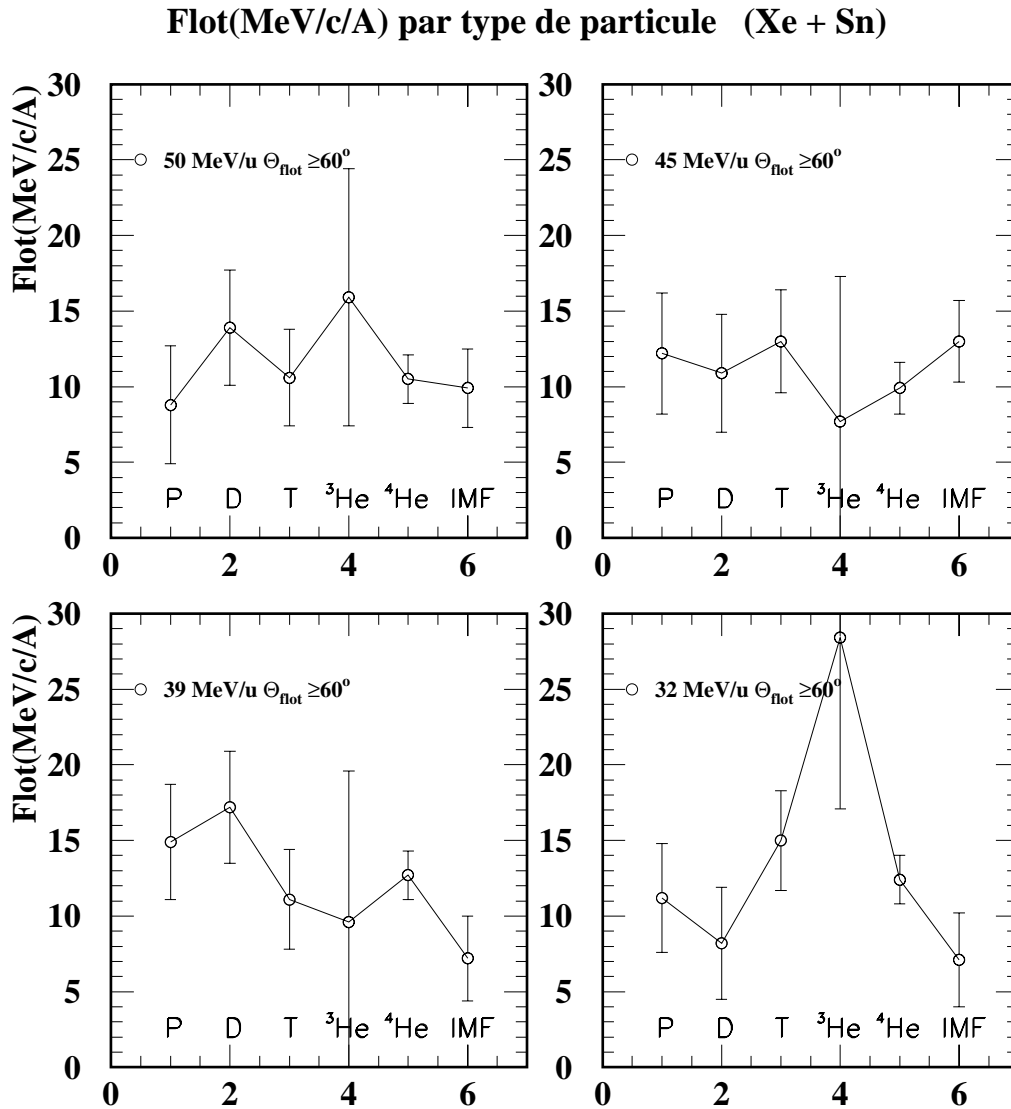 Flot(MeV/c/A) par type de particule (Xe + Sn)
Flot(MeV/c/A)
30
25
20
15
10
5
0
50 MeV/u Θflot ≥60o
P D T ³He ⁴He IMF
0 2 4 6
30
25
20
15
10
5
0
45 MeV/u Θflot ≥60o
P D T ³He ⁴He IMF
0 2 4 6
Flot(MeV/c/A)
30
25
20
15
10
5
0
39 MeV/u Θflot ≥60o
P D T ³He ⁴He IMF
0 2 4 6
30
25
20
15
10
5
0
32 MeV/u Θflot ≥60o
P D T ³He ⁴He IMF
0 2 4 6